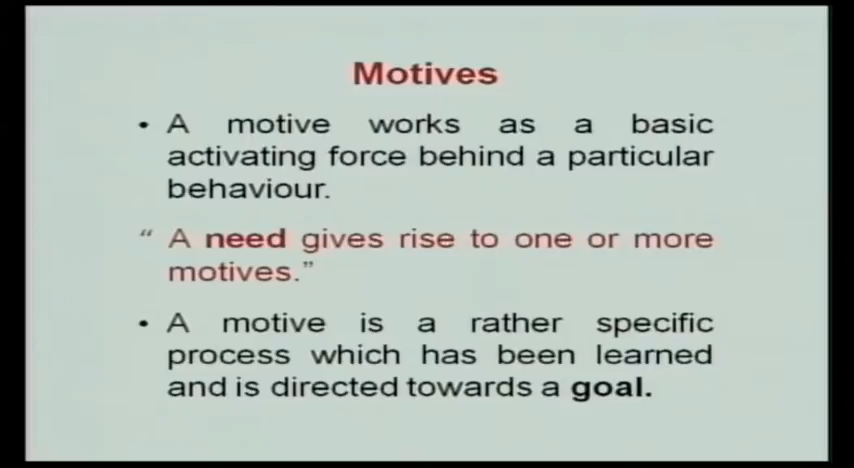 Motives
• A motive works as a basic
activating force behind a particular
behaviour.
“ A need gives rise to one or more
motives.”
• A motive is a rather specific
process which has been learned
and is directed towards a goal.